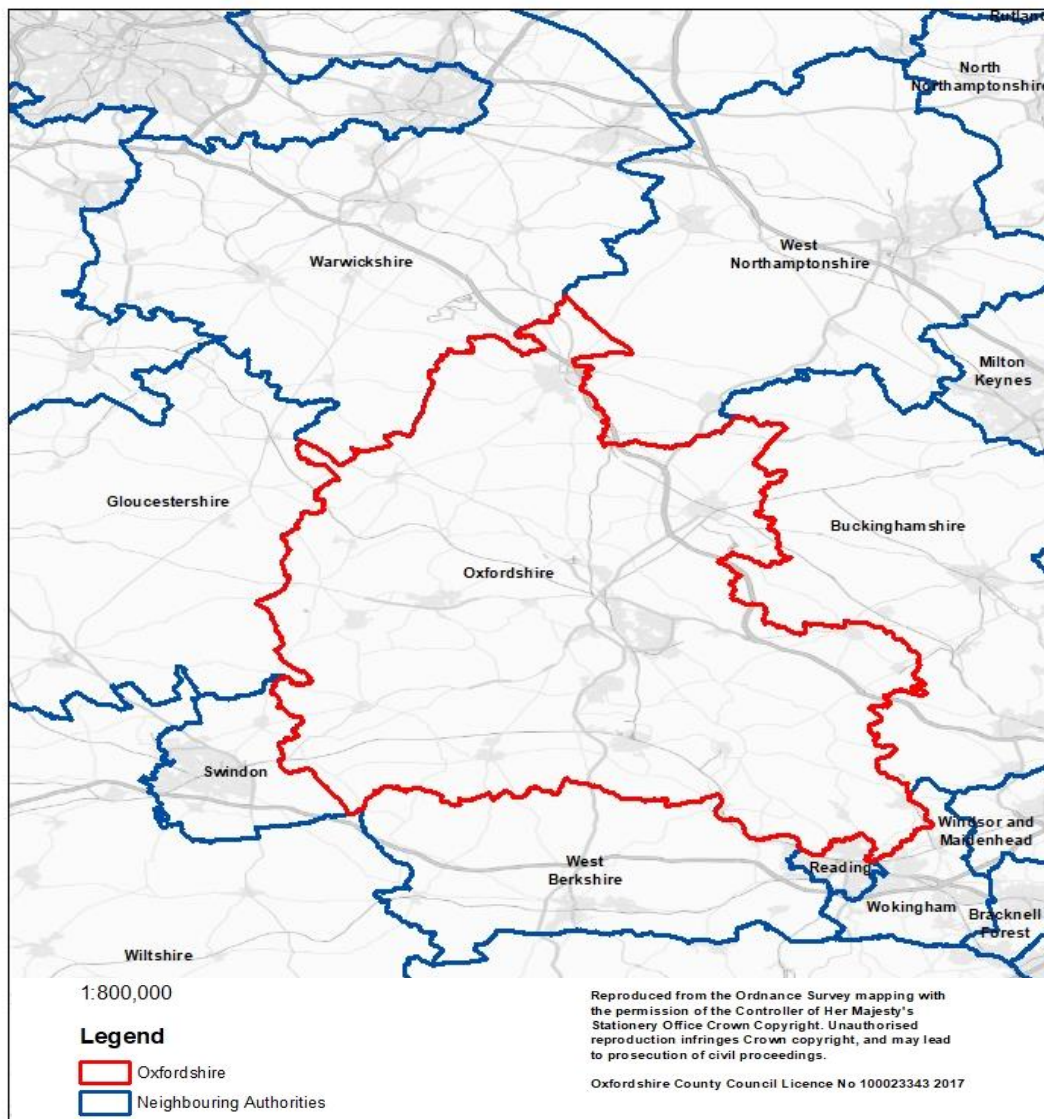 Rutland
North
Northamptonshire
West
Northamptonshire
Warwickshire
Milton
Keynes
Gloucestershire
Buckinghamshire
Oxfordshire
Swindon
Windsor and
Maidenhead
West
Berkshire
Reading
Wokingham
Bracknell
Forest
Wiltshire
1:800,000
Legend
Oxfordshire
Neighbouring Authorities
Reproduced from the Ordnance Survey mapping with
the permission of the Controller of Her Majesty's
Stationery Office Crown Copyright. Unauthorised
reproduction infringes Crown copyright, and may lead
to prosecution of civil proceedings.
Oxfordshire County Council Licence No 100023343 2017